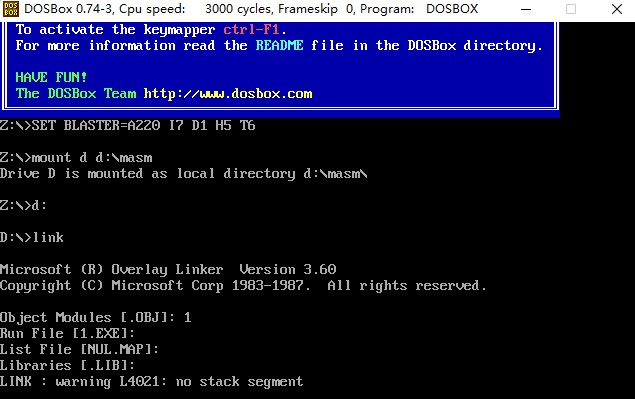 DOSBox 0.74-3, Cpu speed:    3000 cycles, Frameskip  0, Program:   DOSBOX
To activate the keymapper ctrl-F1.
For more information read the README file in the DOSBox directory.
HAVE FUN!
The DOSBox Team http://www.dosbox.com
Z:\>SET BLASTER=A220 I7 D1 H5 T6
Z:\>mount d d:\masm
Drive D is mounted as local directory d:\masm\
Z:\>d:
D:\>link
Microsoft (R) Overlay Linker  Version 3.60
Copyright (C) Microsoft Corp 1983-1987.  All rights reserved.
Object Modules [.OBJ]: 1
Run File [1.EXE]:
List File [NUL.MAP]:
Libraries [.LIB]:
LINK : warning L4021: no stack segment